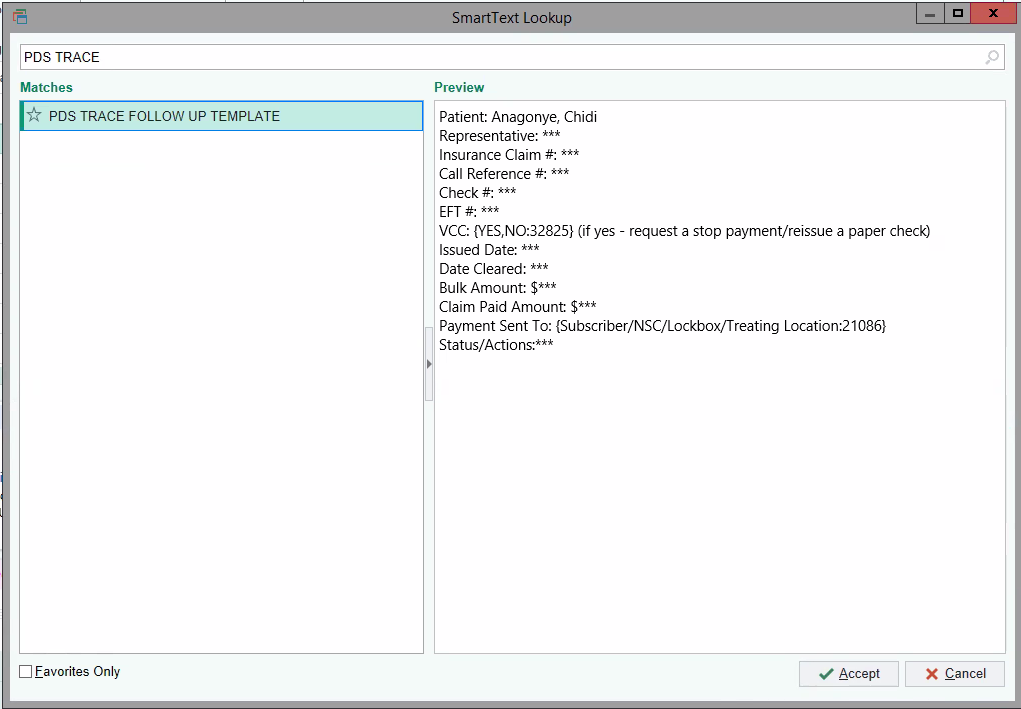 SmartText Lookup
PDS TRACE
Matches
PDS TRACE FOLLOW UP TEMPLATE
Preview
Patient: Anagonye, Chidi
Representative: ***
Insurance Claim #: ***
Call Reference #: ***
Check #: ***
EFT #: ***
VCC: {YES,NO:32825} (if yes - request a stop payment/reissue a paper check)
Issued Date: ***
Date Cleared: ***
Bulk Amount: $***
Claim Paid Amount: $***
Payment Sent To: {Subscriber/NSC/Lockbox/Treating Location:21086}
Status/Actions:***
Favorites Only
Accept
Cancel